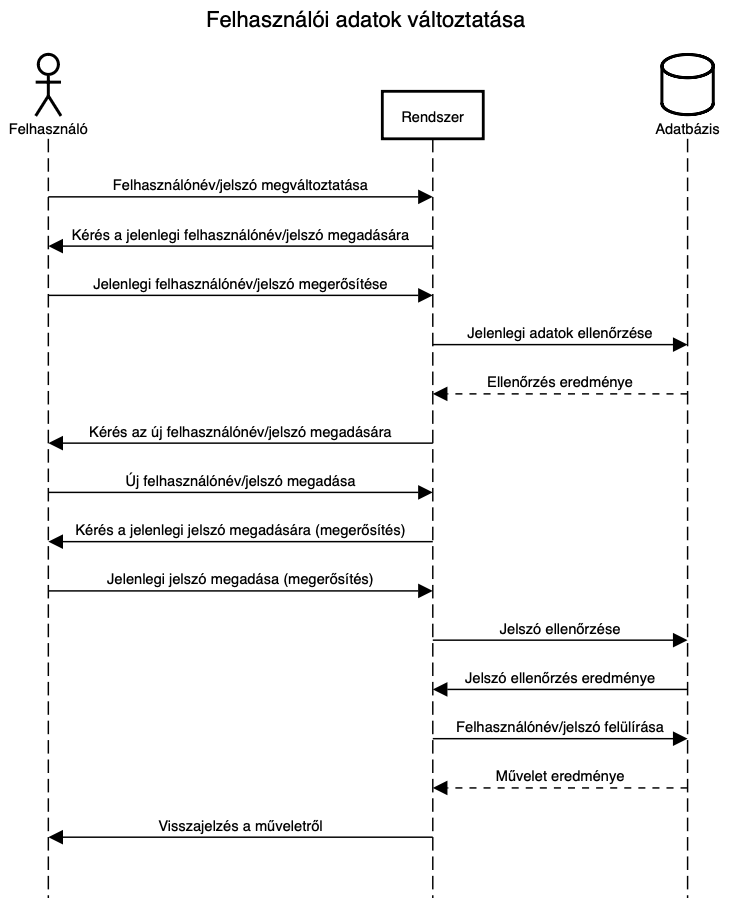 Felhasználói adatok változtatása
Felhasználó
Rendszer
Adatbázis
Felhasználónév/jelszó megváltoztatása
Kérés a jelenlegi felhasználónév/jelszó megadására
Jelenlegi felhasználónév/jelszó megerősítése
Jelenlegi adatok ellenőrzése
Ellenőrzés eredménye
Kérés az új felhasználónév/jelszó megadására
Új felhasználónév/jelszó megadása
Kérés a jelenlegi jelszó megadására (megerősítés)
Jelenlegi jelszó megadása (megerősítés)
Jelszó ellenőrzése
Jelszó ellenőrzés eredménye
Felhasználónév/jelszó felülírása
Művelet eredménye
Visszajelzés a műveletről